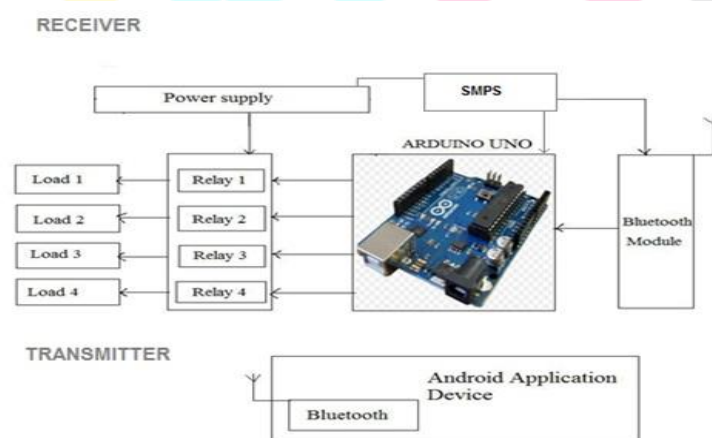 RECEIVER
Power supply
SMPS
ARDUINO UNO
Load 1
Relay 1
Load 2
Relay 2
Bluetooth
Module
Load 3
Relay 3
Load 4
Relay 4
TRANSMITTER
Android Application
Device
Bluetooth